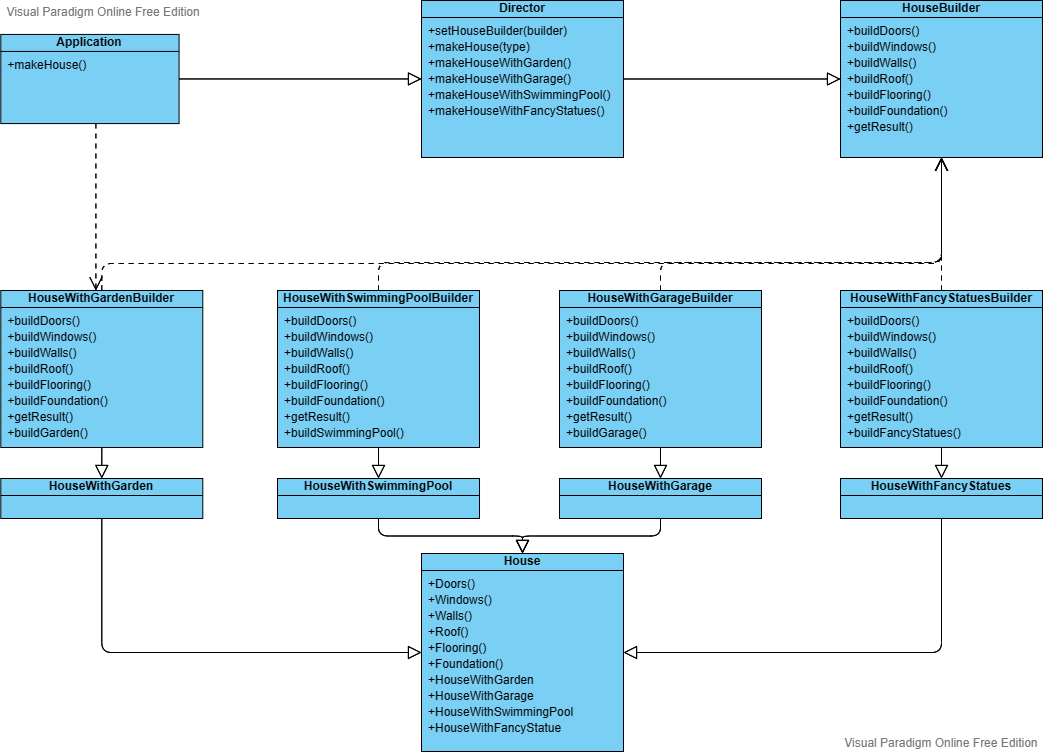 Visual Paradigm Online Free Edition
Application
+makeHouse()
Director
+setHouseBuilder(builder)
+makeHouse(type)
+makeHouseWithGarden()
+makeHouseWithGarage()
+makeHouseWithSwimmingPool()
+makeHouseWithFancyStatues()
HouseBuilder
+buildDoors()
+buildWindows()
+buildWalls()
+buildRoof()
+buildFlooring()
+buildFoundation()
+getResult()
HouseWithGardenBuilder
+buildDoors()
+buildWindows()
+buildWalls()
+buildRoof()
+buildFlooring()
+buildFoundation()
+getResult()
+buildGarden()
HouseWithSwimmingPoolBuilder
+buildDoors()
+buildWindows()
+buildWalls()
+buildRoof()
+buildFlooring()
+buildFoundation()
+getResult()
+buildSwimmingPool()
HouseWithGarageBuilder
+buildDoors()
+buildWindows()
+buildWalls()
+buildRoof()
+buildFlooring()
+buildFoundation()
+getResult()
+buildGarage()
HouseWithFancyStatuesBuilder
+buildDoors()
+buildWindows()
+buildWalls()
+buildRoof()
+buildFlooring()
+buildFoundation()
+getResult()
+buildFancyStatues()
HouseWithGarden
HouseWithSwimmingPool
HouseWithGarage
HouseWithFancyStatues
House
+Doors()
+Windows()
+Walls()
+Roof()
+Flooring()
+Foundation()
+HouseWithGarden
+HouseWithGarage
+HouseWithSwimmingPool
+HouseWithFancyStatue
Visual Paradigm Online Free Edition